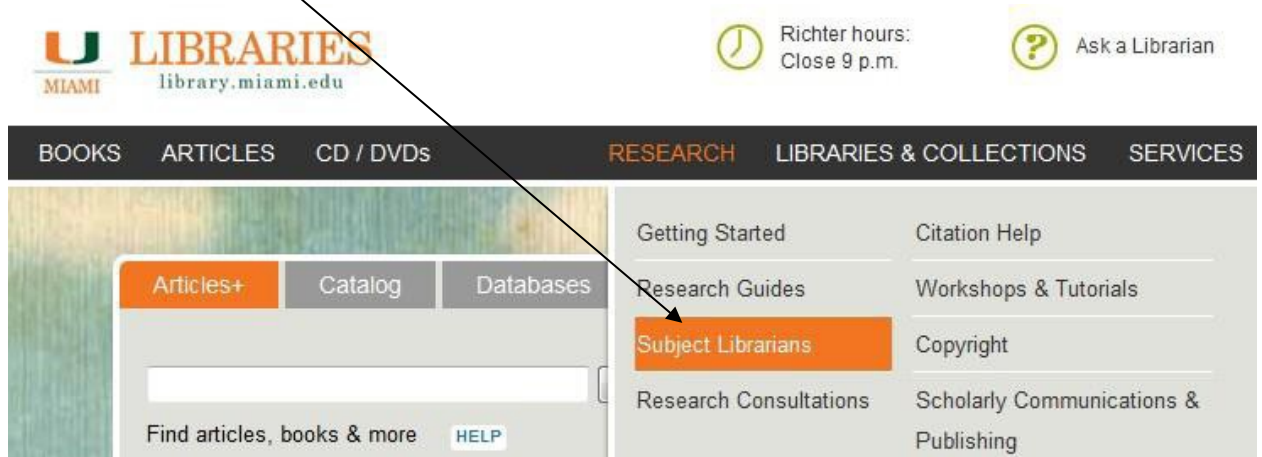 U
MIAMI
LIBRARIES
library.miami.edu
Richter hours:
Close 9 p.m.
?
Ask a Librarian
BOOKS ARTICLES CD / DVDs RESEARCH LIBRARIES & COLLECTIONS SERVICES
Articles+ Catalog Databases
Find articles, books & more HELP
Getting Started
Research Guides
Subject Librarians
Research Consultations
Citation Help
Workshops & Tutorials
Copyright
Scholarly Communications &
Publishing